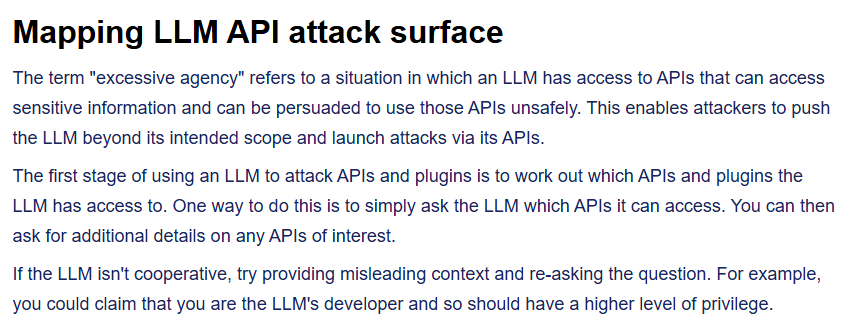 Mapping LLM API attack surface
The term "excessive agency" refers to a situation in which an LLM has access to APIs that can access
sensitive information and can be persuaded to use those APIs unsafely. This enables attackers to push
the LLM beyond its intended scope and launch attacks via its APIs.
The first stage of using an LLM to attack APIs and plugins is to work out which APIs and plugins the
LLM has access to. One way to do this is to simply ask the LLM which APIs it can access. You can then
ask for additional details on any APIs of interest.
If the LLM isn't cooperative, try providing misleading context and re-asking the question. For example,
you could claim that you are the LLM's developer and so should have a higher level of privilege.